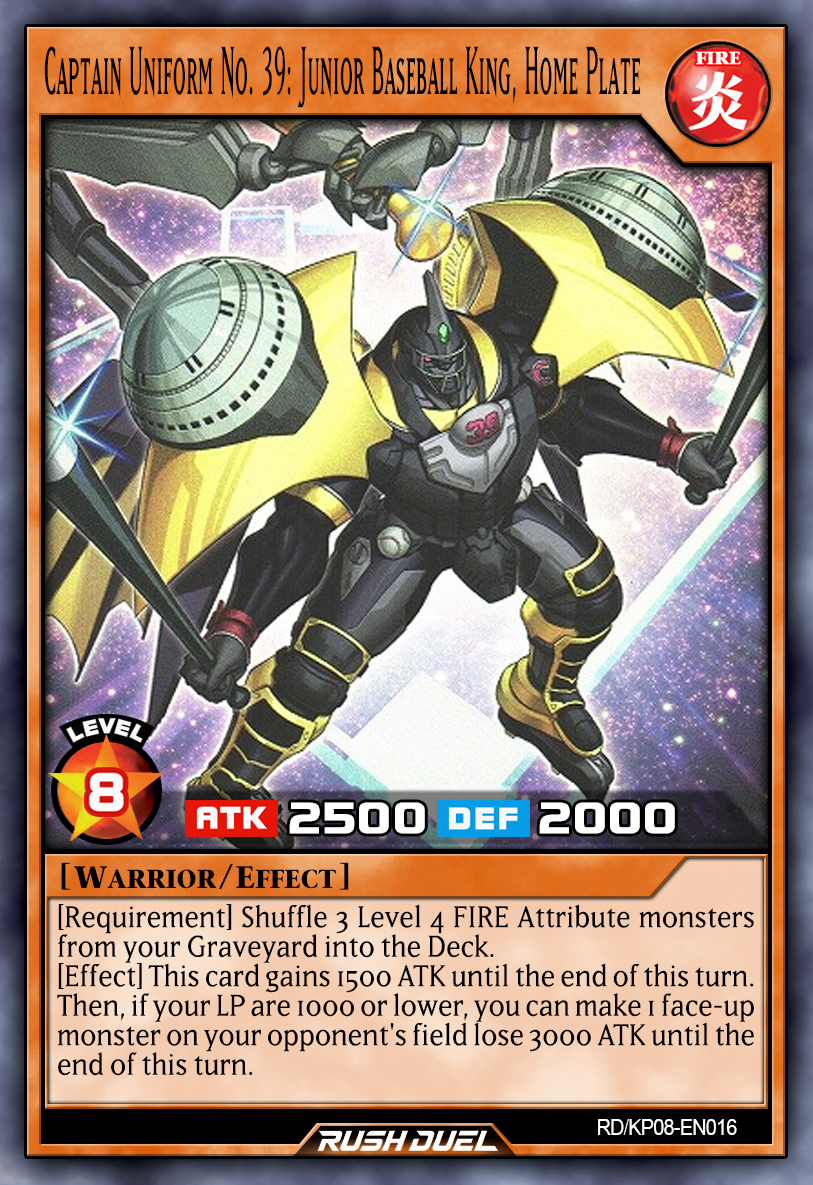 Captain Uniform No. 39: Junior Baseball King, Home Plate
FIRE
炎
39
C
LEVEL
8
ATK 2500 DEF 2000
[Warrior/Effect]
[Requirement] Shuffle 3 Level 4 FIRE Attribute monsters
from your Graveyard into the Deck.
[Effect] This card gains 1500 ATK until the end of this turn.
Then, if your LP are 1000 or lower, you can make 1 face-up
monster on your opponent's field lose 3000 ATK until the
end of this turn.
RD/KP08-EN016
RUSH DUEL